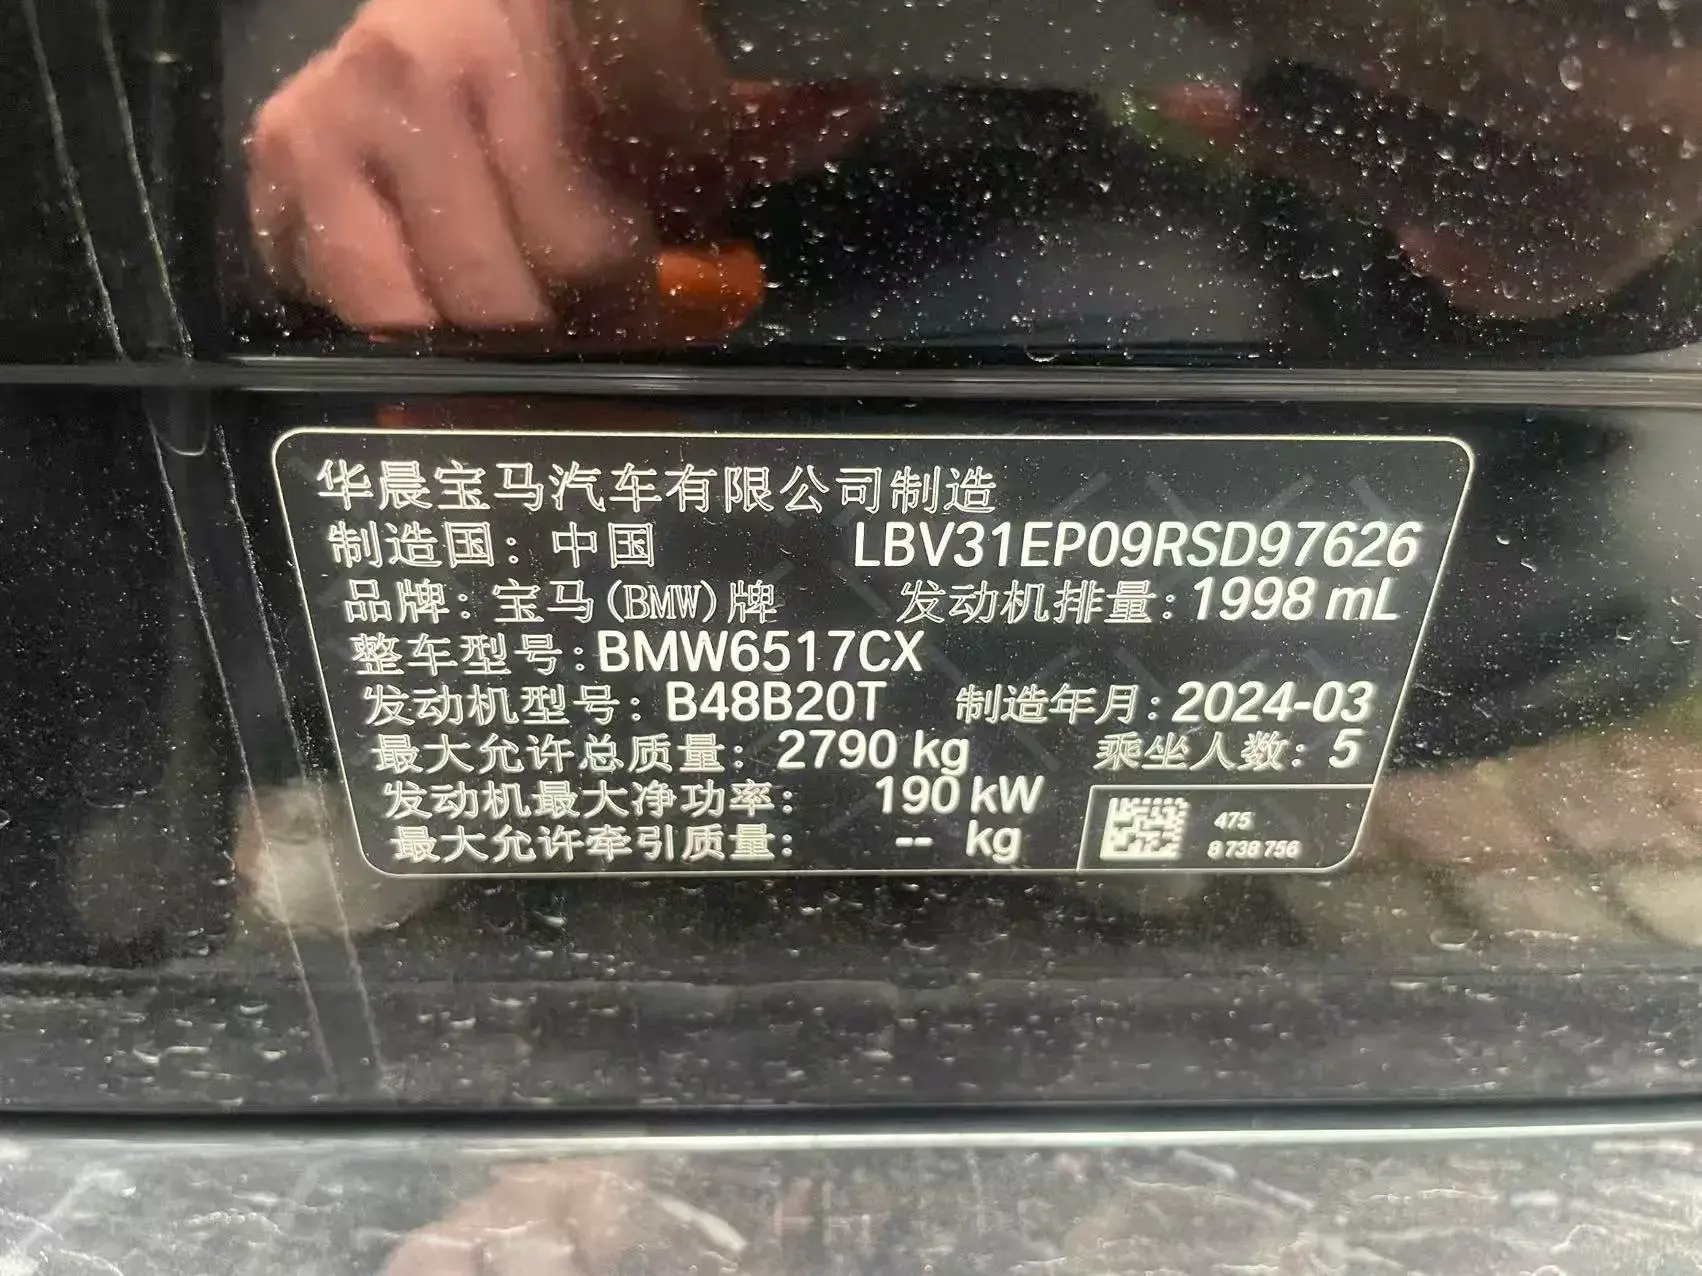 华晨宝马汽车有限公司制造
制造国：中国 LBV31EP09RSD97626
品牌：宝马(BMW)牌 发动机排量：1998 mL
整车型号：BMW6517CX
发动机型号：B48B20T 制造年月：2024-03
最大允许总质量：2790 kg 乘坐人数：5
发动机最大净功率：190 kW
最大允许牵引质量：-- kg
475
8 738 756